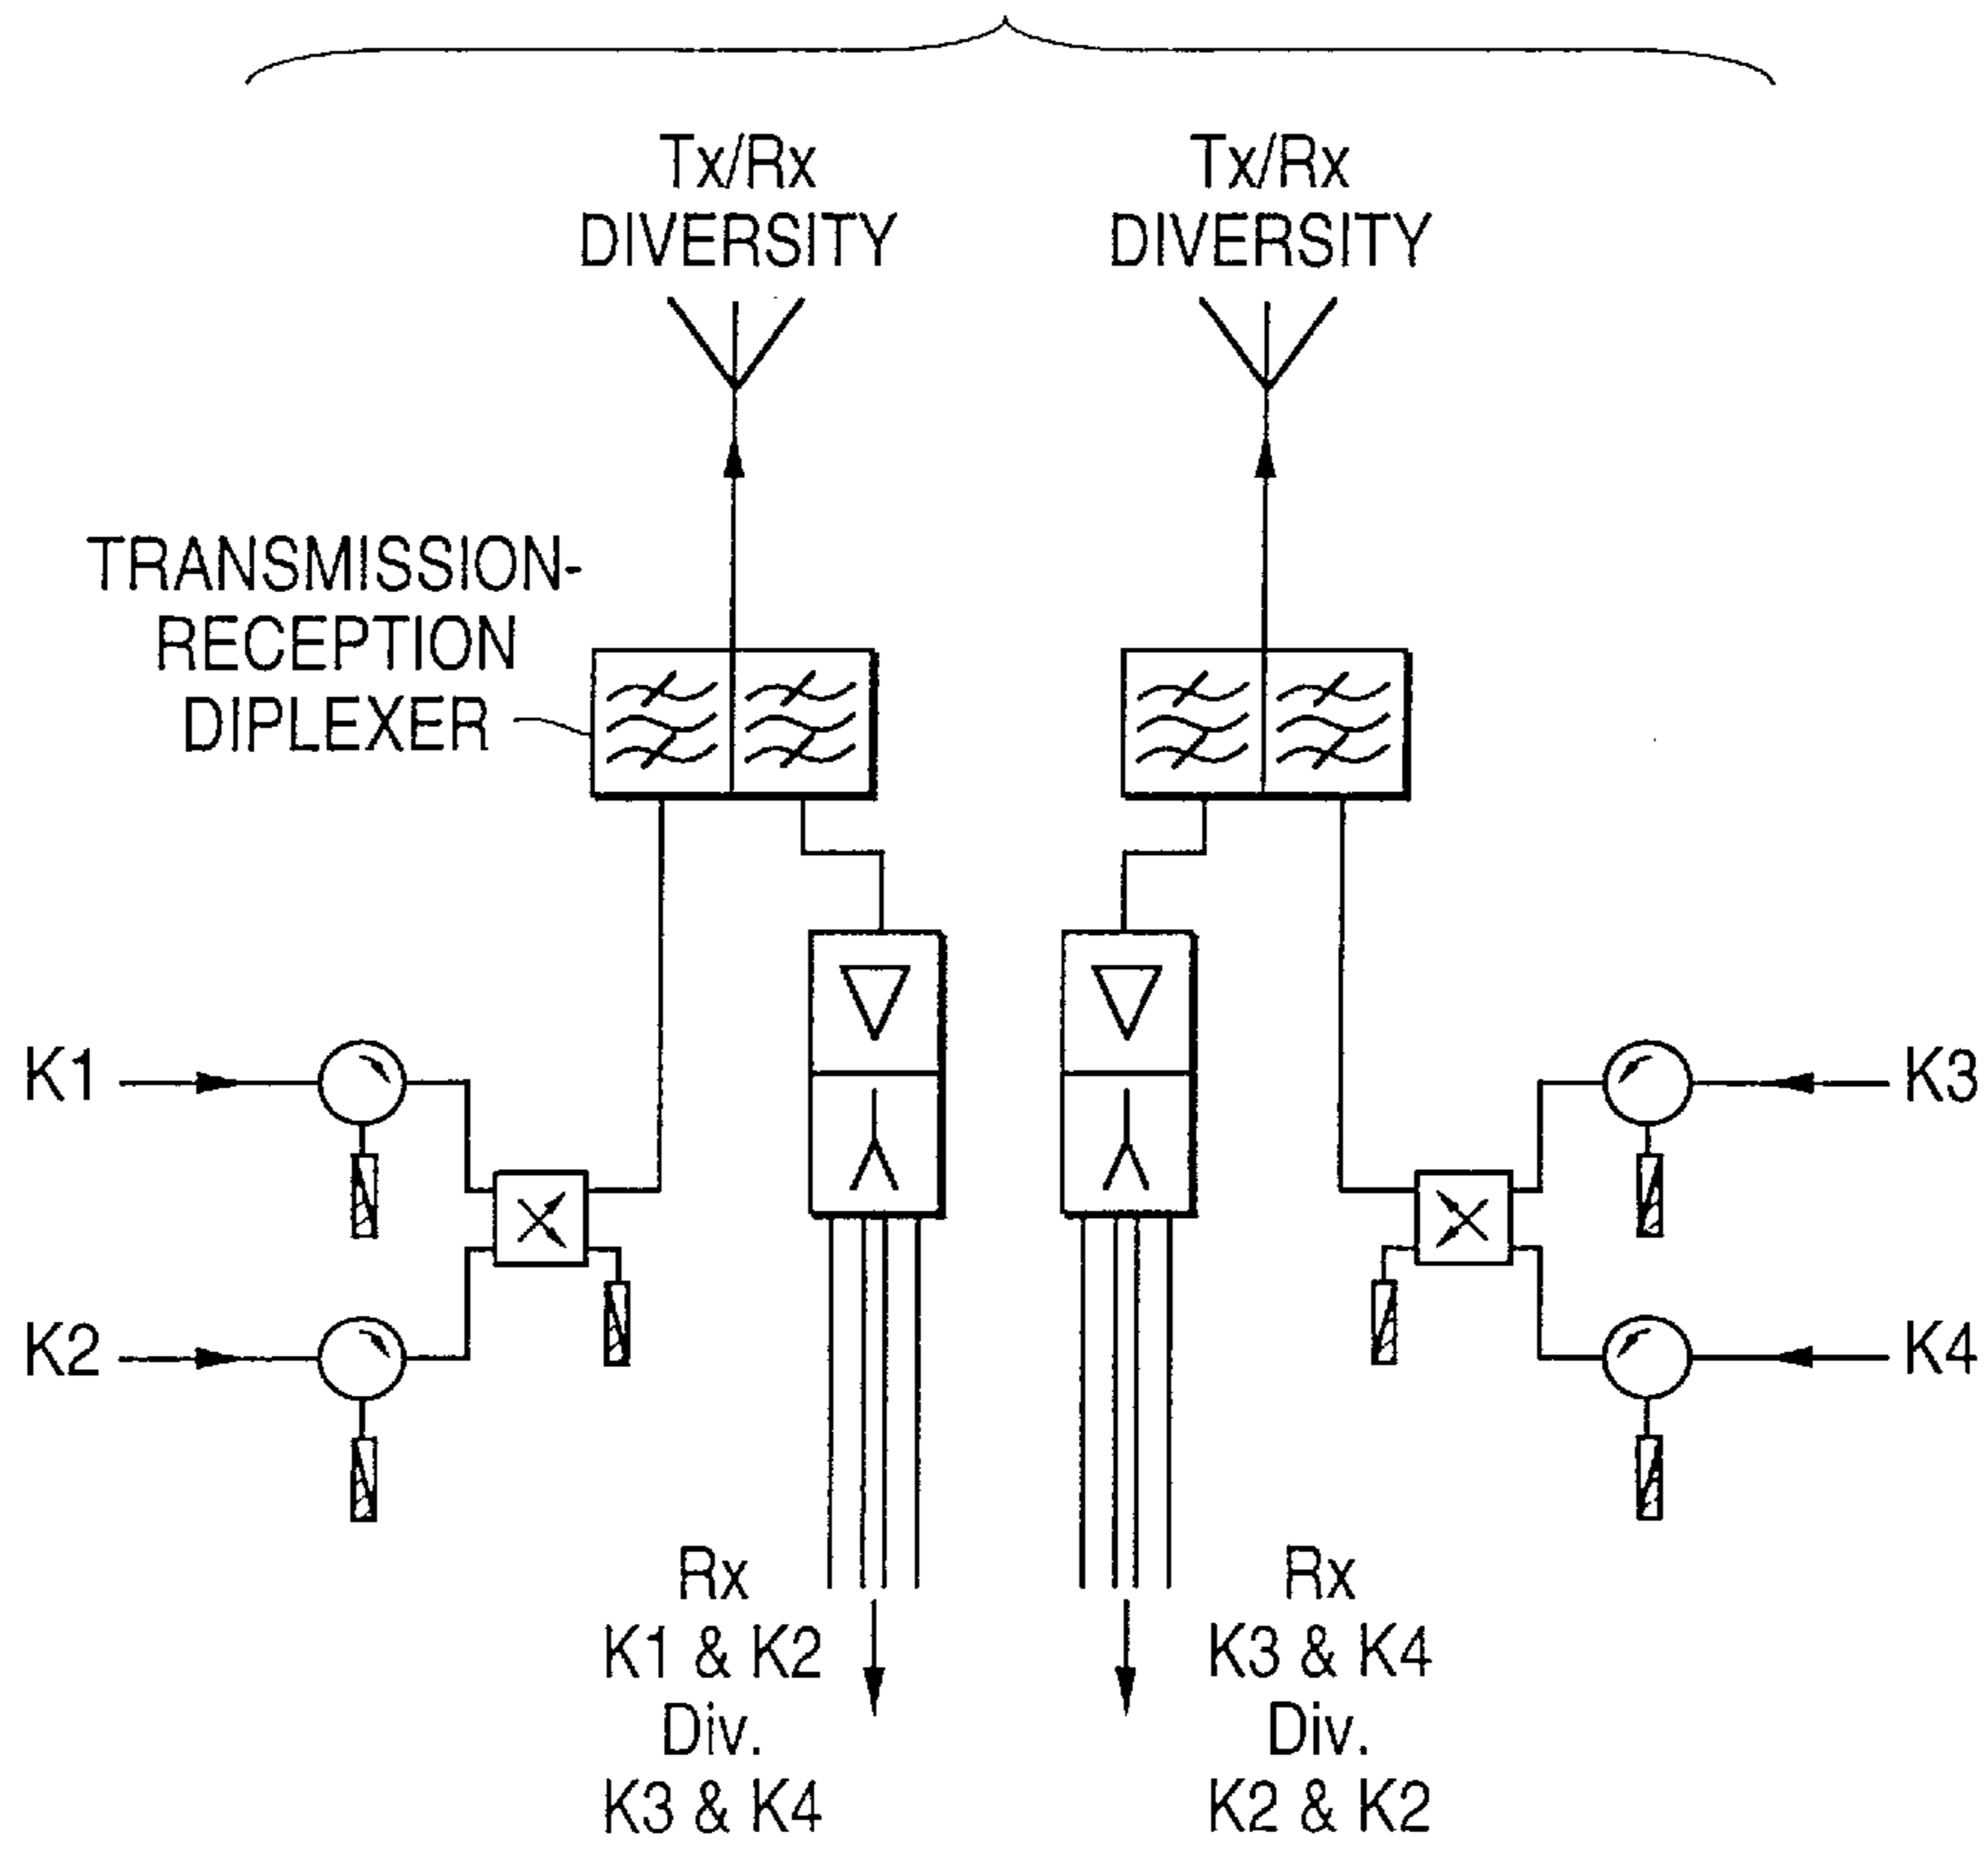 Tx/Rx
DIVERSITY
Tx/Rx
DIVERSITY
TRANSMISSION-
RECEPTION
DIPLEXER
K1
K3
K2
K4
Rx
K1 & K2
Div.
K3 & K4
Rx
K3 & K4
Div.
K2 & K2